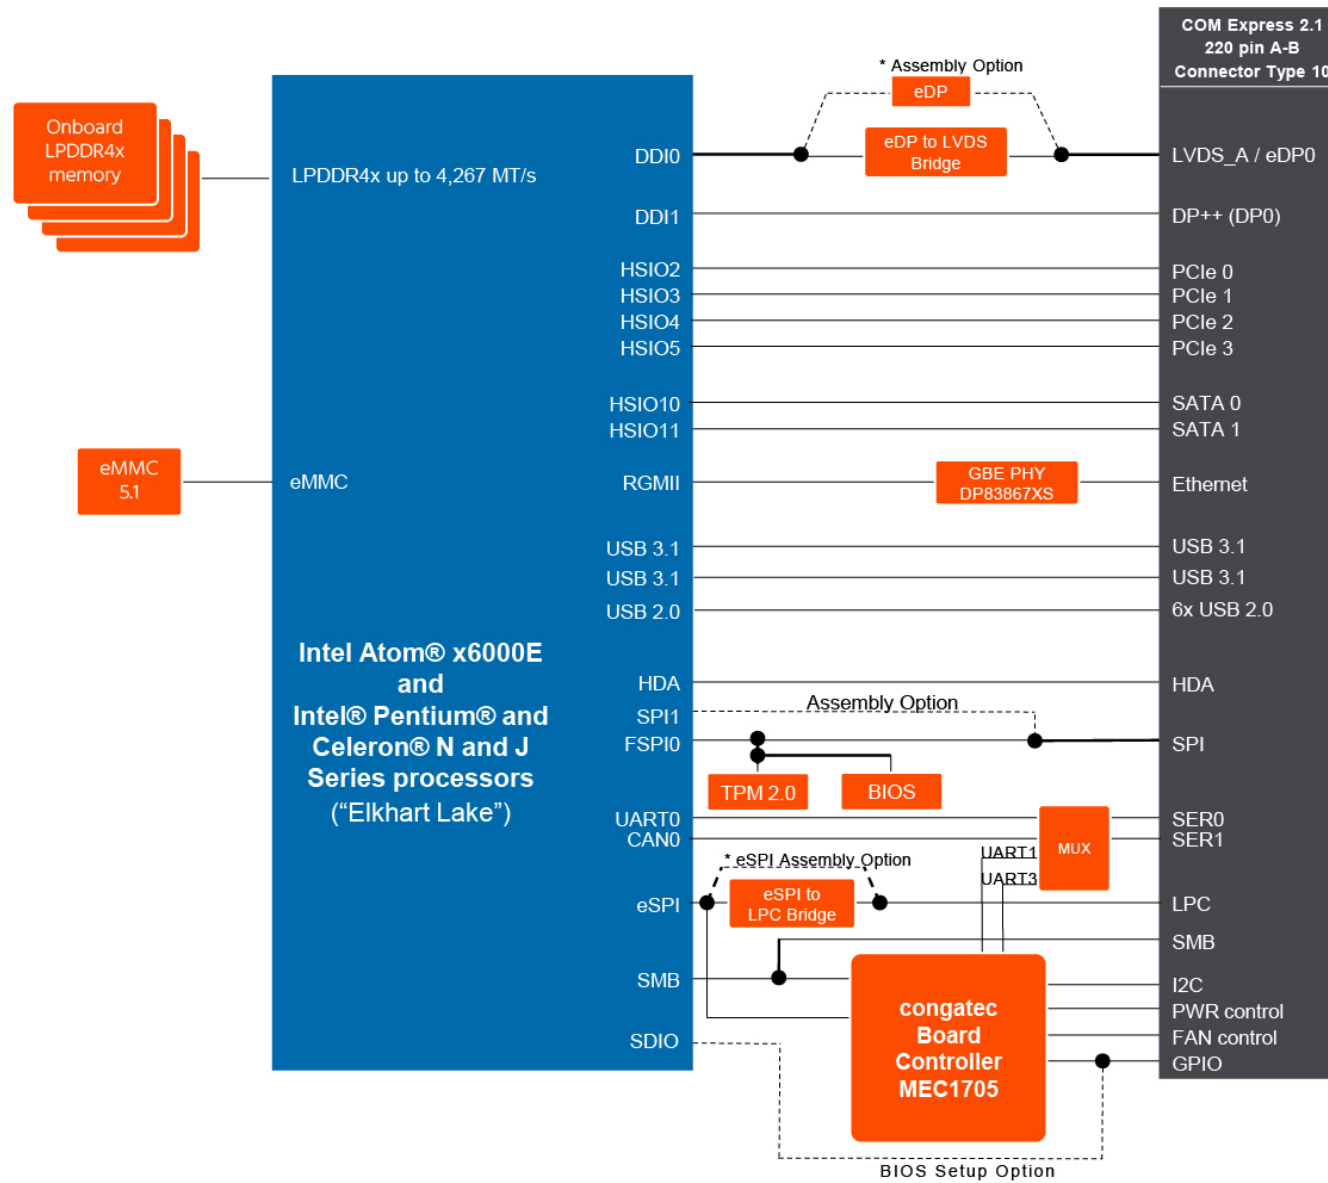 COM Express 2.1
220 pin A-B
Connector Type 10
* Assembly Option
eDP
Onboard
LPDDR4x
memory
LPDDR4x up to 4,267 MT/s
DDI0
eDP to LVDS
Bridge
LVDS_A / eDP0
DDI1
DP++ (DP0)
HSIO2
PCIe 0
HSIO3
PCIe 1
HSIO4
PCIe 2
HSIO5
PCIe 3
HSIO10
SATA 0
HSIO11
SATA 1
eMMC
5.1
eMMC
RGMII
GBE PHY
DP83867XS
Ethernet
USB 3.1
USB 3.1
USB 3.1
USB 3.1
USB 2.0
6x USB 2.0
Intel Atom® x6000E
and
Intel® Pentium® and
Celeron® N and J
Series processors
("Elkhart Lake")
HDA
HDA
Assembly Option
SPI1
FSPI0
SPI
TPM 2.0
BIOS
UART0
SER0
CAN0
SER1
MUX
UART1
UART3
* eSPI Assembly Option
eSPI
eSPI to
LPC Bridge
LPC
SMB
SMB
I2C
PWR control
FAN control
GPIO
congatec
Board
Controller
MEC1705
SDIO
BIOS Setup Option